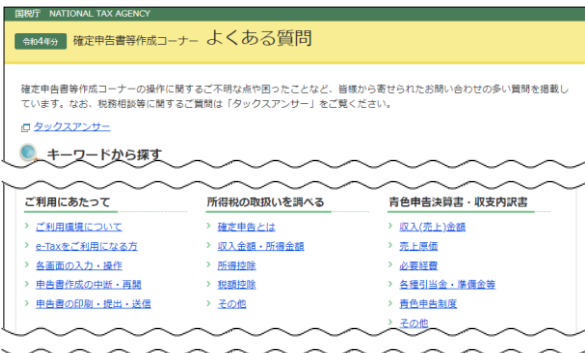 国税庁 NATIONAL TAX AGENCY
令和4年分 確定申告書等作成コーナー よくある質問
確定申告書等作成コーナーの操作に関するご不明な点や困ったことなど、皆様から寄せられたお問い合わせの多い質問を掲載し
ています。なお、税務相談等に関するご質問は「タックスアンサー」をご覧ください。
タックスアンサー
キーワードから探す
ご利用にあたって
ご利用環境について
e-Taxをご利用になる方
各画面の入力・操作
申告書作成の中断・再開
申告書の印刷・提出・送信
所得税の取扱いを調べる
確定申告とは
収入金額・所得金額
所得控除
税額控除
その他
青色申告決算書・収支内訳書
収入(売上)金額
売上原価
必要経費
各種引当金・準備金等
青色申告制度
その他